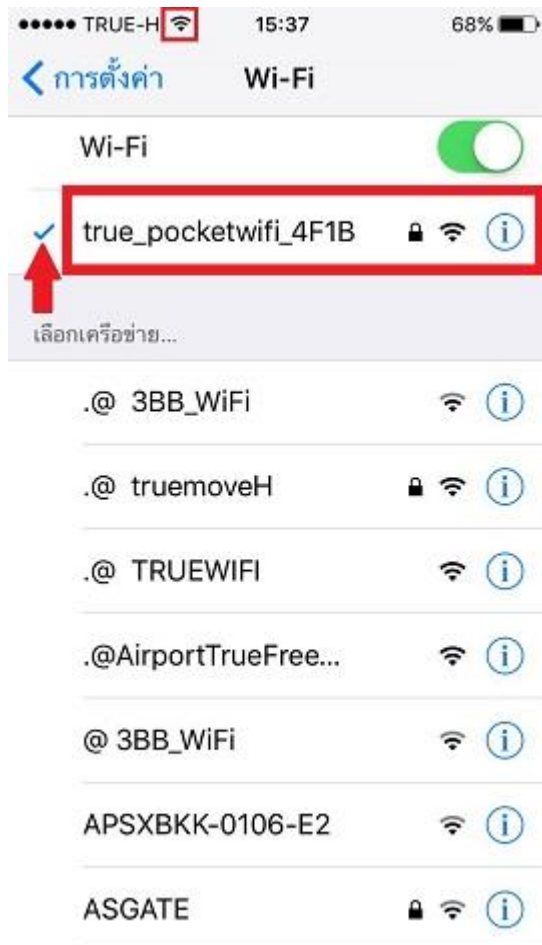 TRUE-H 15:37 68%
การตั้งค่า Wi-Fi
Wi-Fi
true_pocketwifi_4F1B
เลือกเครือข่าย...
.@ 3BB_WiFi
.@ truemoveH
.@ TRUEWIFI
.@AirportTrueFree...
@ 3BB_WiFi
APSXBKK-0106-E2
ASGATE